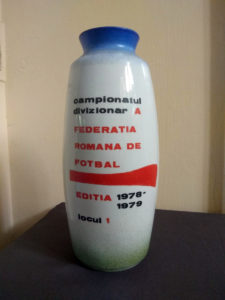 campionatul
divizionar A
FEDERATIA
ROMANA DE
FOTBAL
EDITIA 1978-
1979
locul 1